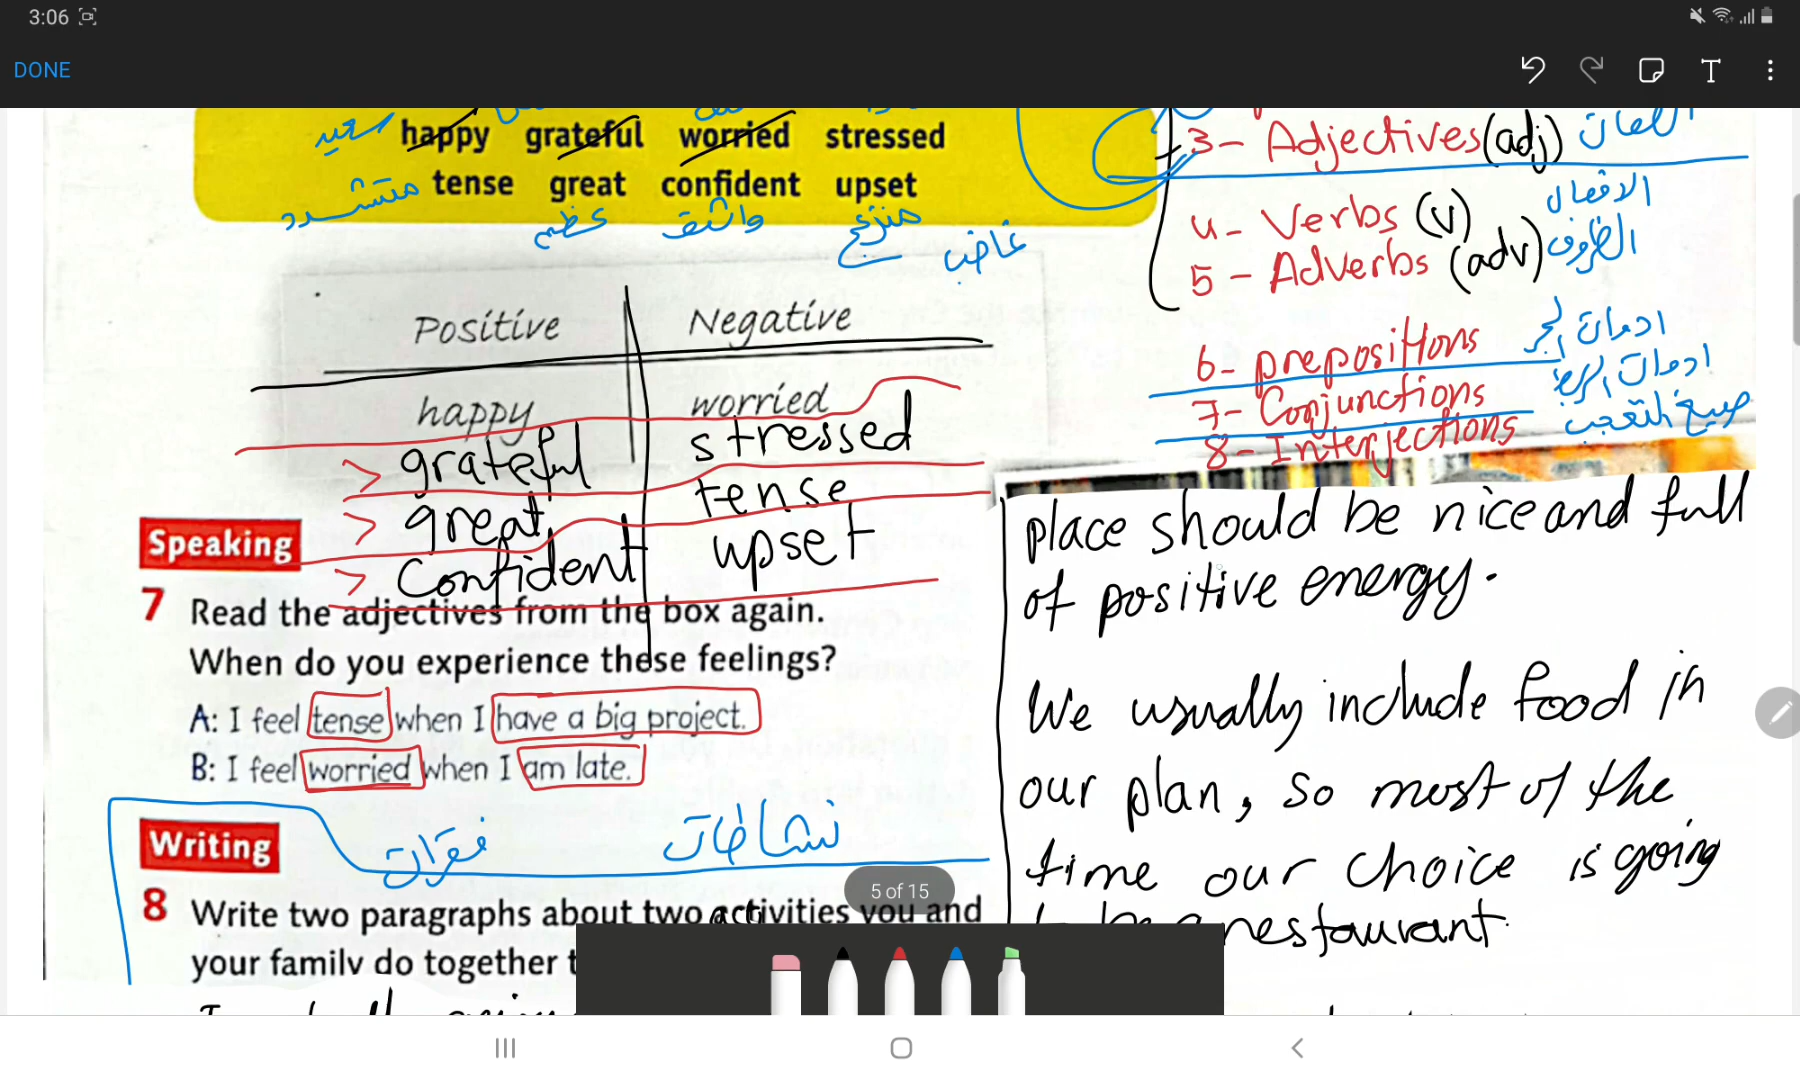 3:06
DONE
T
happy grateful worried stressed
سعيد
tense great confident upset
متشدد
عظيم واثق منزعج غاضب
3- Adjectives (adj)
4- Verbs (v) الافعال
5- Adverbs (adv) الظروف
6- prepositions ادوات الجر
7- Conjunctions ادوات الربط
8- Interjections صيغ التعجب
Positive Negative
happy worried
> grateful stressed
> great tense
> confident upset
Speaking
7 Read the adjectives from the box again.
When do you experience these feelings?
A: I feel tense when I have a big project.
B: I feel worried when I am late.
فقرات نشاطات
Writing
8 Write two paragraphs about two activities you and
your family do together
place should be nice and full
of positive energy.
We usually include food in
our plan, so most of the
time our choice is going
restaurant.
5 of 15